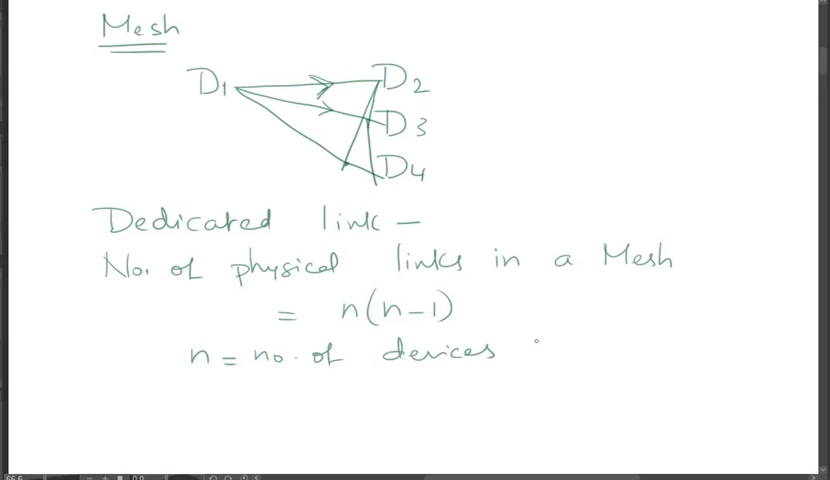 Mesh
D1 D2
D3
D4
Dedicated link -
No. of physical links in a Mesh
= n(n-1)
n = no. of devices